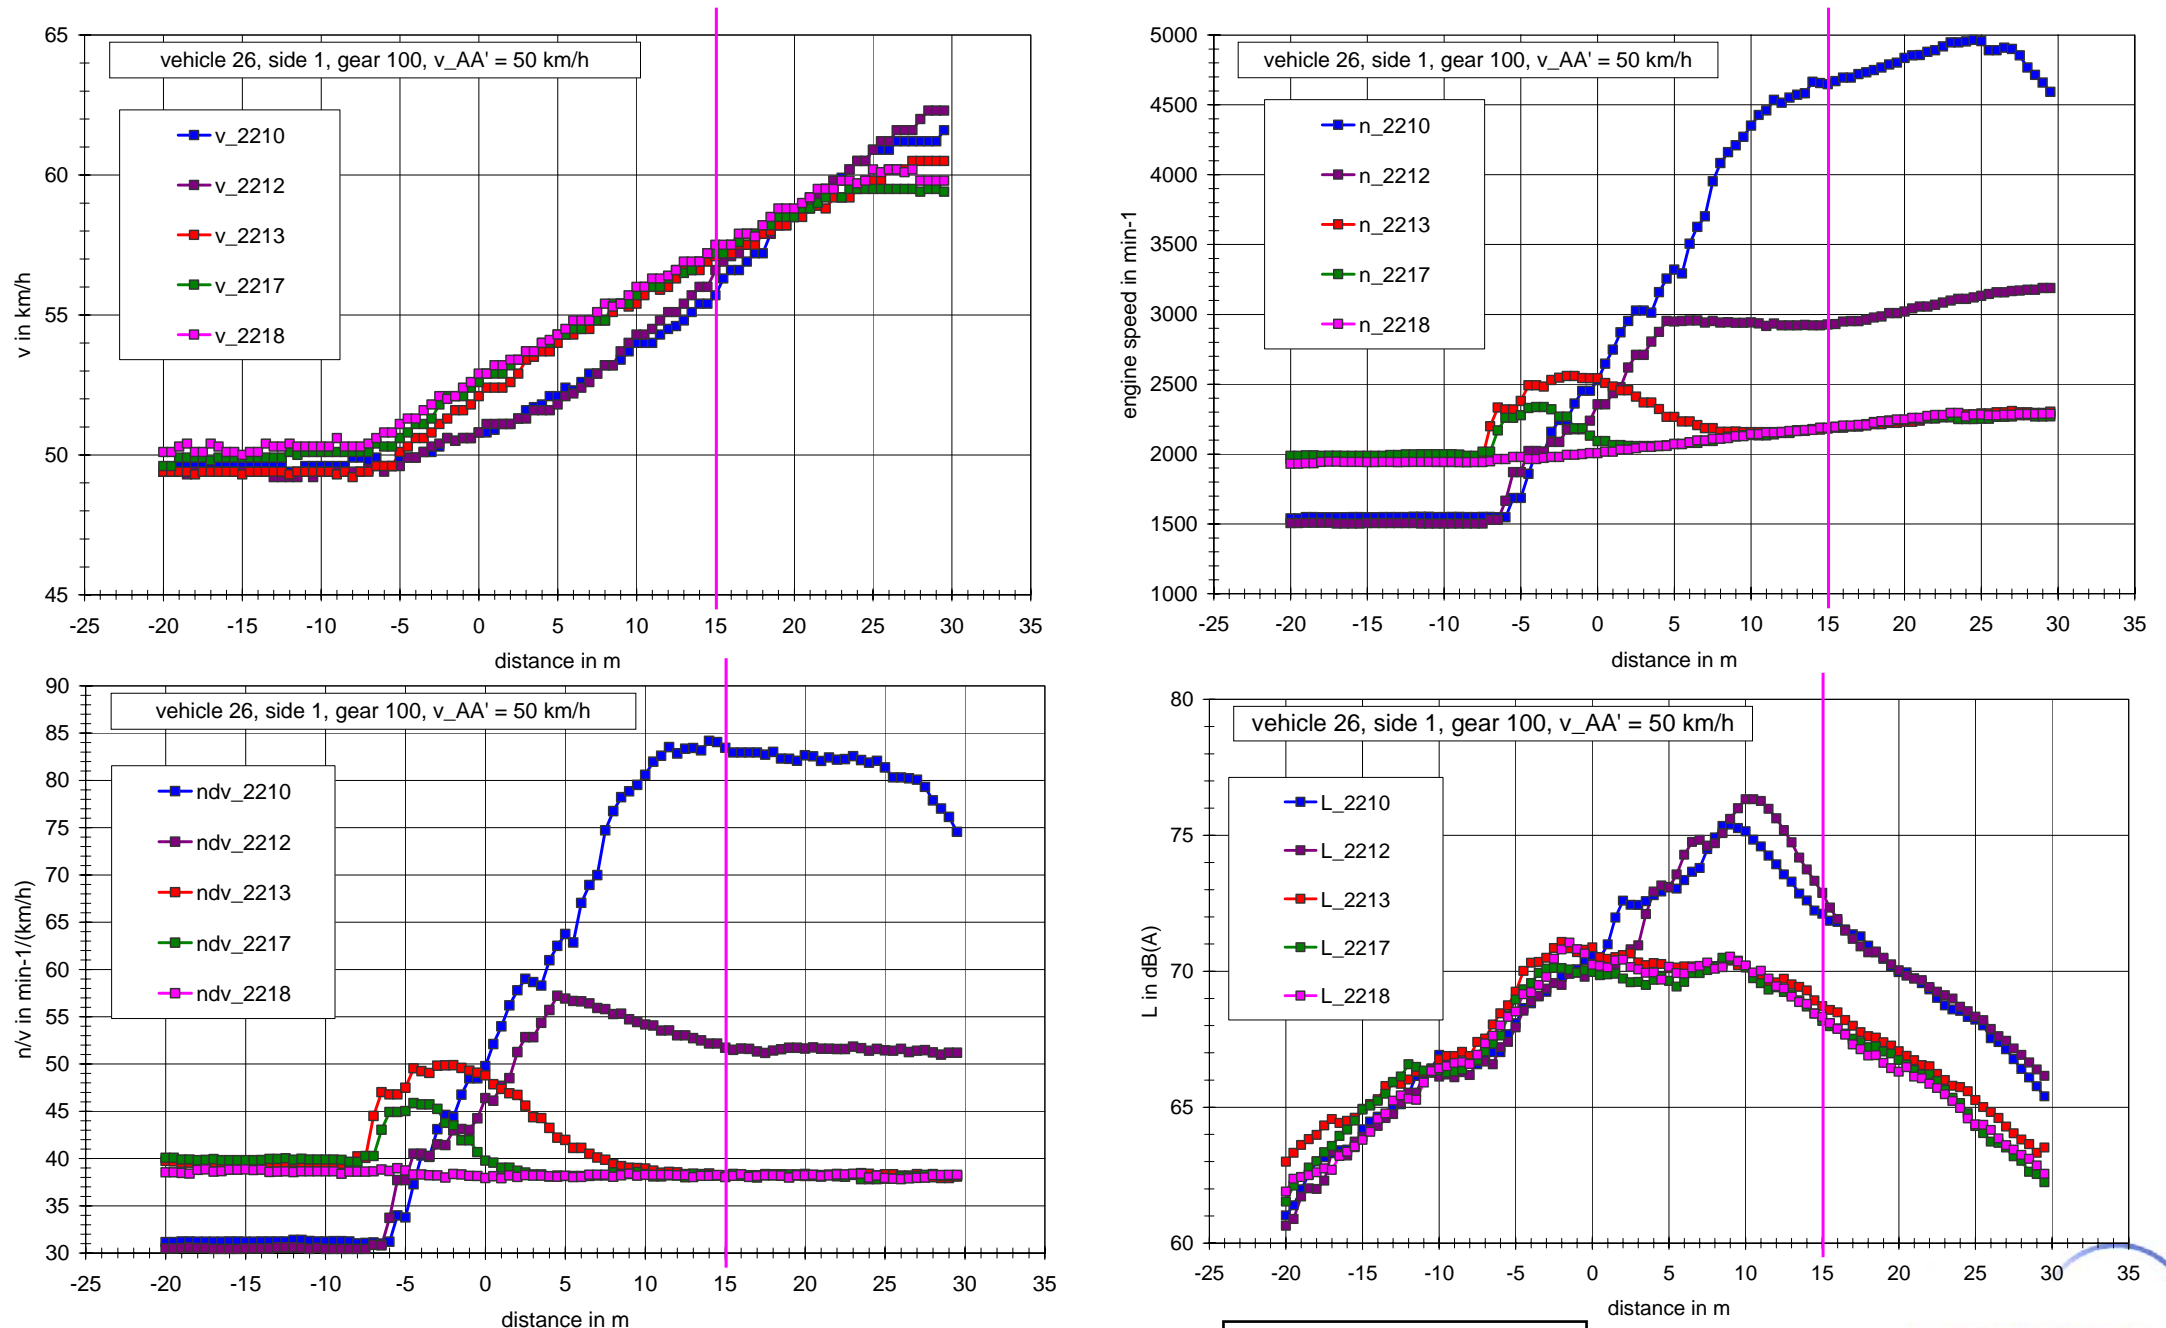 vehicle 26, side 1, gear 100, v_AA' = 50 km/h
v_2210
v_2212
v_2213
v_2217
v_2218
65
60
55
50
45
v in km/h
-25 -20 -15 -10 -5 0 5 10 15 20 25 30 35
distance in m
vehicle 26, side 1, gear 100, v_AA' = 50 km/h
n_2210
n_2212
n_2213
n_2217
n_2218
5000
4500
4000
3500
3000
2500
2000
1500
1000
engine speed in min-1
-25 -20 -15 -10 -5 0 5 10 15 20 25 30 35
distance in m
vehicle 26, side 1, gear 100, v_AA' = 50 km/h
ndv_2210
ndv_2212
ndv_2213
ndv_2217
ndv_2218
90
85
80
75
70
65
60
55
50
45
40
35
30
n/v in min-1/(km/h)
-25 -20 -15 -10 -5 0 5 10 15 20 25 30 35
distance in m
vehicle 26, side 1, gear 100, v_AA' = 50 km/h
L_2210
L_2212
L_2213
L_2217
L_2218
80
75
70
65
60
L in dB(A)
-25 -20 -15 -10 -5 0 5 10 15 20 25 30 35
distance in m